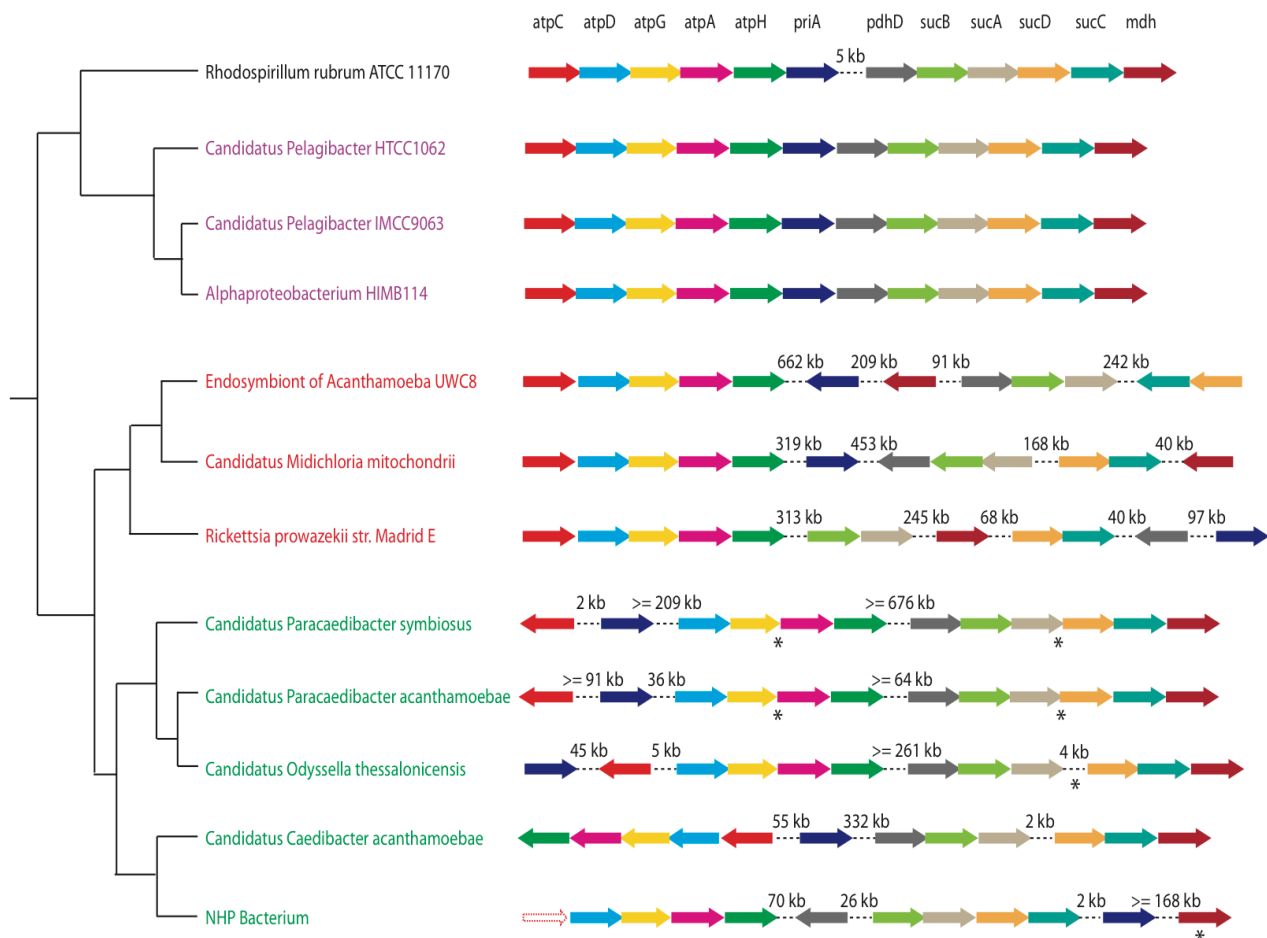 atpC atpD atpG atpA atpH priA pdhD sucB sucA sucD sucC mdh
5 kb
Rhodospirillum rubrum ATCC 11170
Candidatus Pelagibacter HTCC1062
Candidatus Pelagibacter IMCC9063
Alphaproteobacterium HIMB114
662 kb 209 kb 91 kb 242 kb
Endosymbiont of Acanthamoeba UWC8
319 kb 453 kb 168 kb 40 kb
Candidatus Midichloria mitochondrii
313 kb 245 kb 68 kb 40 kb 97 kb
Rickettsia prowazekii str. Madrid E
2 kb >= 209 kb >= 676 kb
Candidatus Paracaedibacter symbiosus
* *
>= 91 kb 36 kb >= 64 kb
Candidatus Paracaedibacter acanthamoebae
* *
45 kb 5 kb >= 261 kb 4 kb
Candidatus Odyssella thessalonicensis
*
55 kb 332 kb 2 kb
Candidatus Caedibacter acanthamoebae
70 kb 26 kb 2 kb >= 168 kb
NHP Bacterium
*